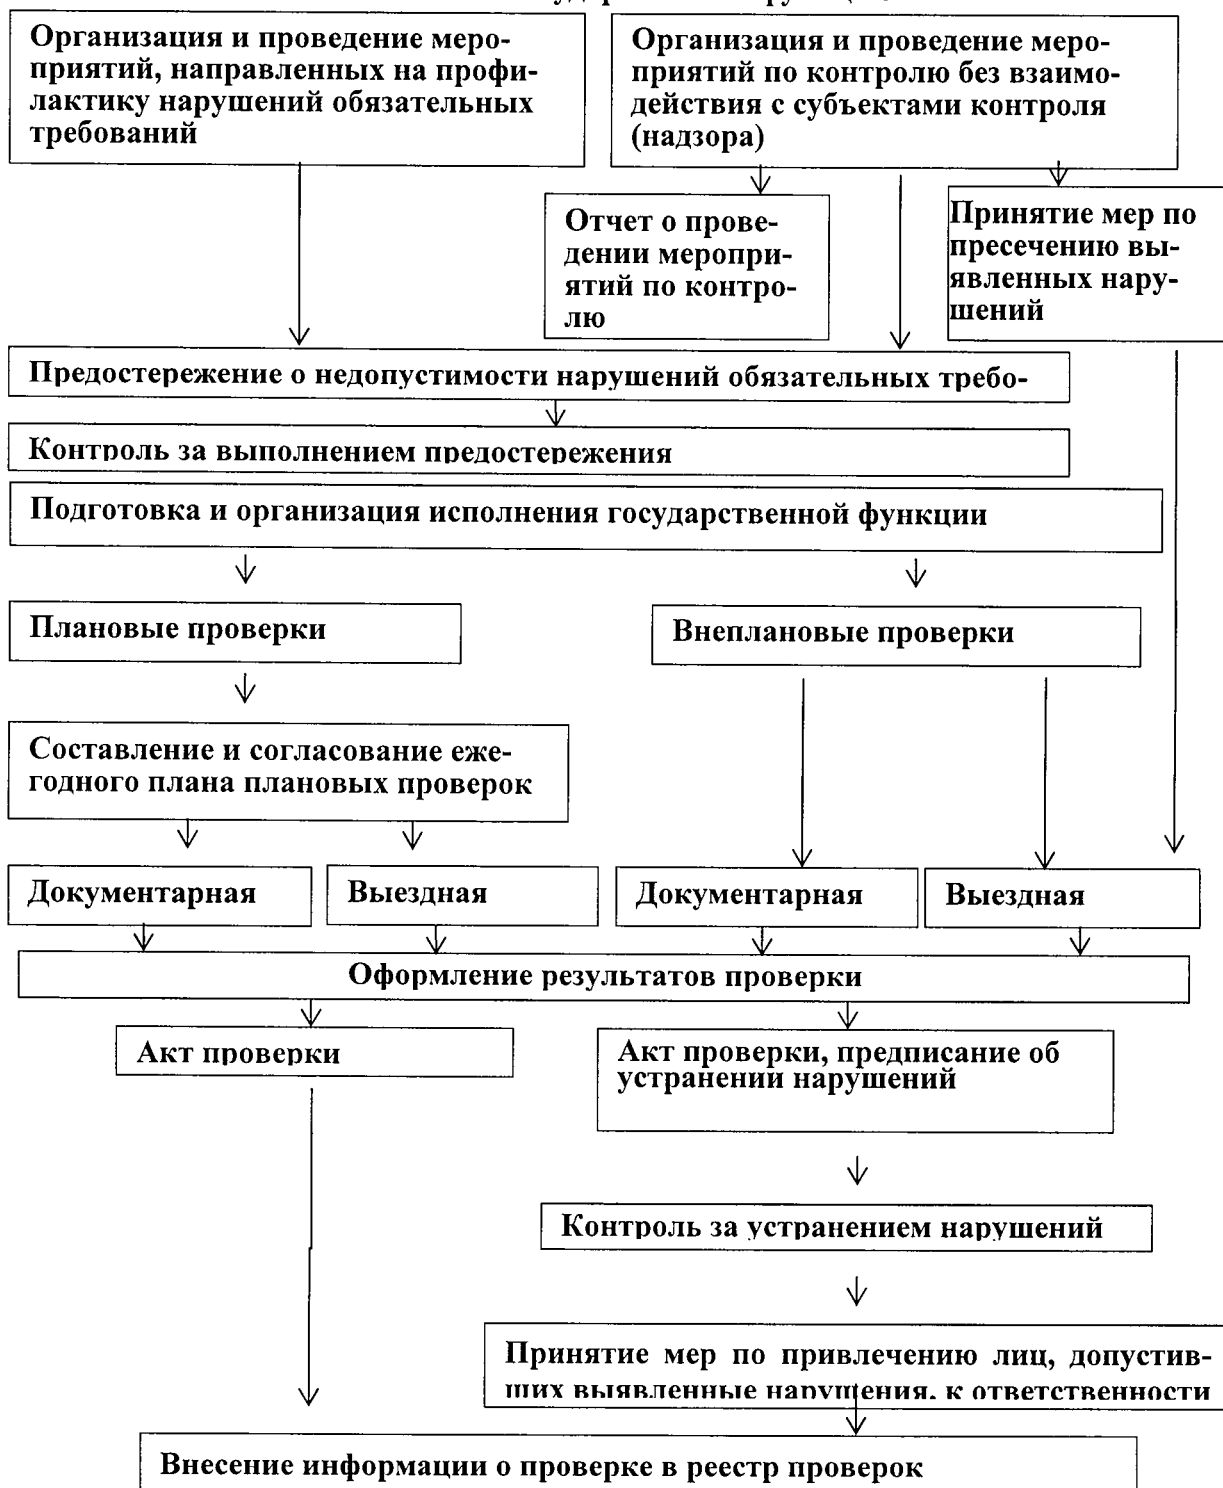 Организация и проведение меро-
приятий, направленных на профи-
лактику нарушений обязательных
требований
Организация и проведение меро-
приятий по контролю без взаимо-
действия с субъектами контроля
(надзора)
Отчет о прове-
дении меропри-
ятий по контро-
лю
Принятие мер по
пресечению вы-
явленных нару-
шений
Предостережение о недопустимости нарушений обязательных требо-
Контроль за выполнением предостережения
Подготовка и организация исполнения государственной функции
Плановые проверки
Внеплановые проверки
Составление и согласование еже-
годного плана плановых проверок
Документарная
Выездная
Документарная
Выездная
Оформление результатов проверки
Акт проверки
Акт проверки, предписание об
устранении нарушений
Контроль за устранением нарушений
Принятие мер по привлечению лиц, допустив-
ших выявленные нарушения, к ответственности
Внесение информации о проверке в реестр проверок